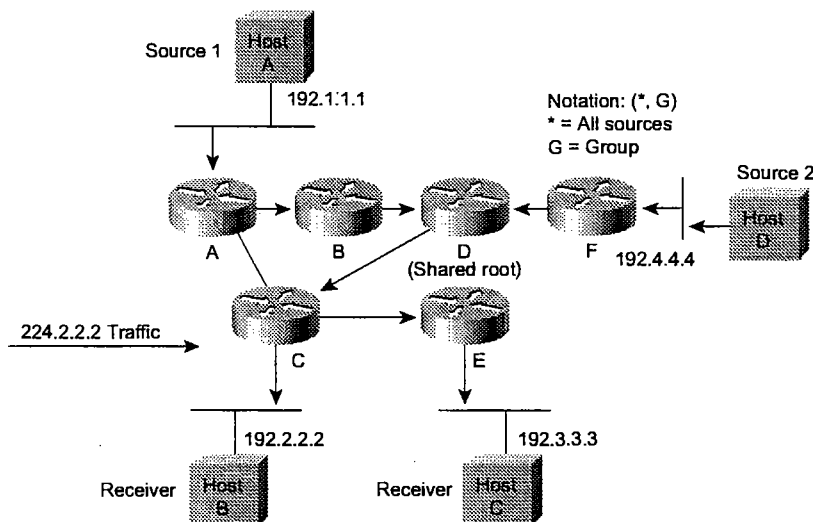 Source 1
Host
A
192.1.1.1
Notation: (*, G)
* = All sources
G = Group
Source 2
Host
D
192.4.4.4
A
B
D
F
(Shared root)
224.2.2.2 Traffic
C
E
192.2.2.2
192.3.3.3
Receiver
Host
B
Receiver
Host
C